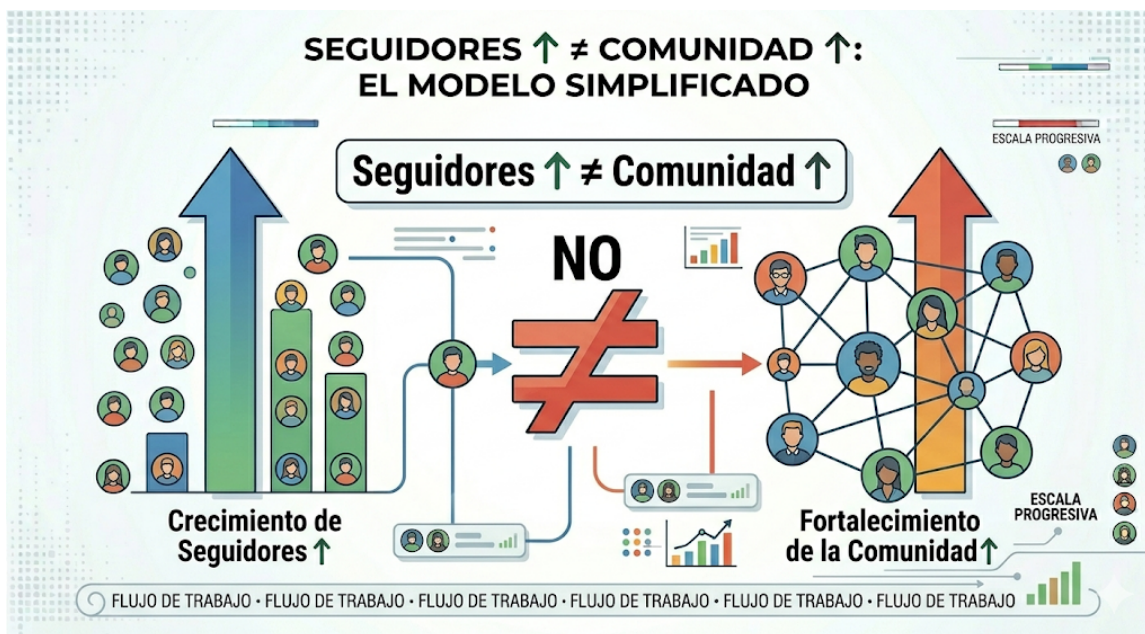 SEGUIDORES ↑ ≠ COMUNIDAD ↑:
EL MODELO SIMPLIFICADO
ESCALA PROGRESIVA
Seguidores ↑ ≠ Comunidad ↑
NO
Crecimiento de
Seguidores ↑
Fortalecimiento
de la Comunidad ↑
ESCALA
PROGRESIVA
FLUJO DE TRABAJO • FLUJO DE TRABAJO • FLUJO DE TRABAJO • FLUJO DE TRABAJO • FLUJO DE TRABAJO • FLUJO DE TRABAJO